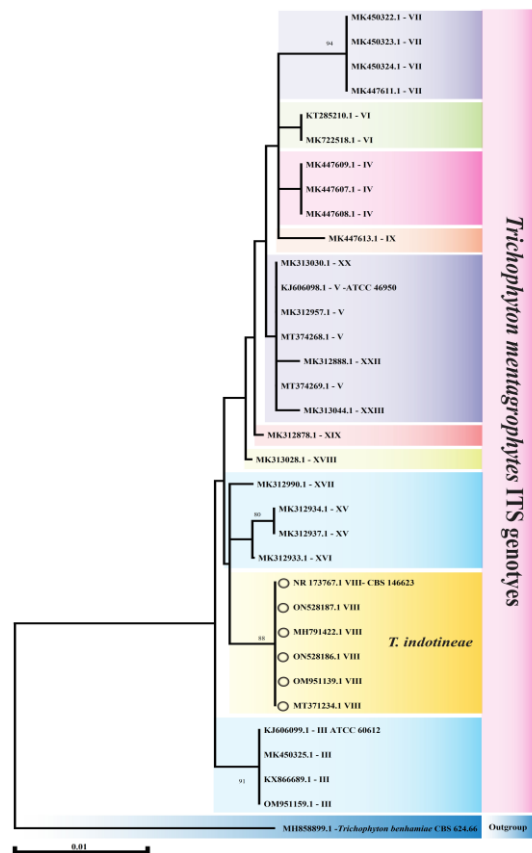 MK450322.1 - VII
94
MK450323.1 - VII
MK450324.1 - VII
MK447611.1 - VII
KT285210.1 - VI
MK722518.1 - VI
MK447609.1 - IV
MK447607.1 - IV
MK447608.1 - IV
MK447613.1 - IX
MK313030.1 - XX
KJ606098.1 - V -ATCC 46950
MK312957.1 - V
MT374268.1 - V
MK312888.1 - XXII
MT374269.1 - V
MK313044.1 - XXIII
MK312878.1 - XIX
MK313028.1 - XVIII
MK312990.1 - XVII
MK312934.1 - XV
80
MK312937.1 - XV
MK312933.1 - XVI
NR 173767.1 VIII- CBS 146623
ON528187.1 VIII
MH791422.1 VIII
88
T. indotineae
ON528186.1 VIII
OM951139.1 VIII
MT371234.1 VIII
KJ606099.1 - III ATCC 60612
MK450325.1 - III
KX866689.1 - III
91
OM951159.1 - III
MH858899.1 -Trichophyton benhamiae CBS 624.66
Outgroup
0.01
Trichophyton mentagrophytes ITS genotyes